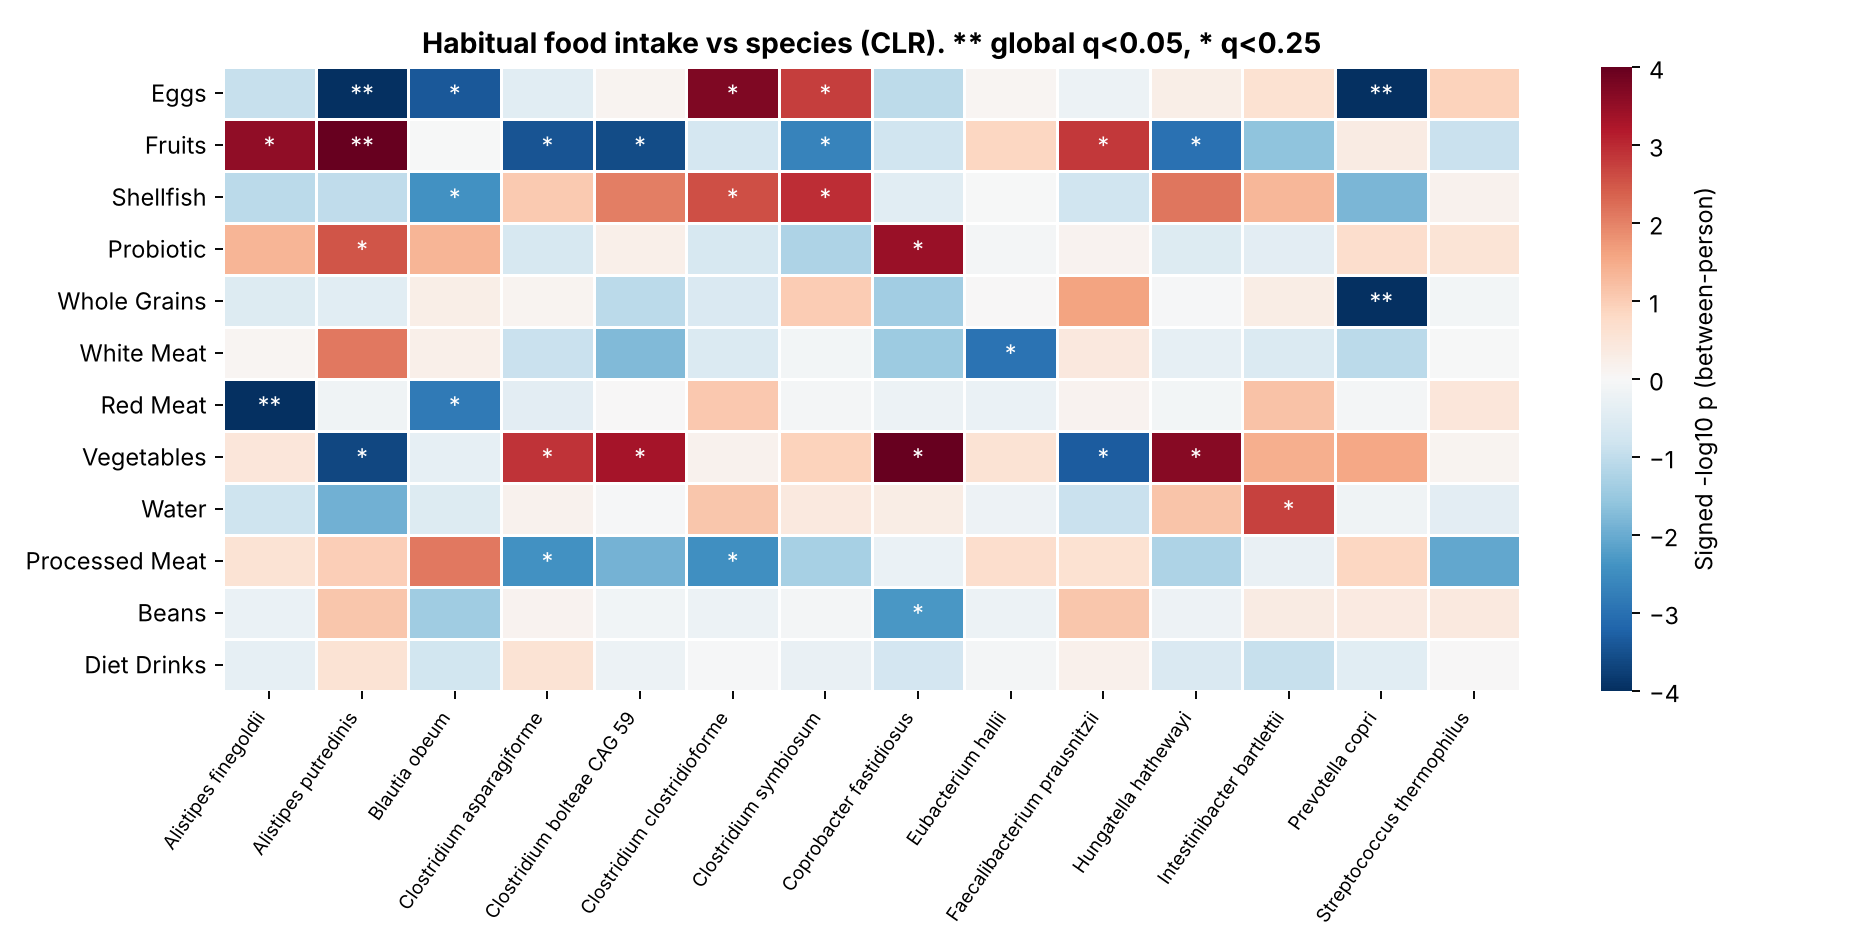 Habitual food intake vs species (CLR). ** global q<0.05, * q<0.25
Eggs
** * * * **
Fruits
* ** * * * * *
Shellfish
* * *
Probiotic
* *
Whole Grains
**
White Meat
*
Red Meat
** *
Vegetables
* * * * * *
Water
*
Processed Meat
* *
Beans
*
Diet Drinks
Alistipes finegoldii
Alistipes putredinis
Blautia obeum
Clostridium asparagiforme
Clostridium bolteae CAG 59
Clostridium clostridioforme
Clostridium symbiosum
Coprobacter fastidiosus
Eubacterium hallii
Faecalibacterium prausnitzii
Hungatella hathewayi
Intestinibacter bartlettii
Prevotella copri
Streptococcus thermophilus
4
3
2
1
0
−1
−2
−3
−4
Signed -log10 p (between-person)